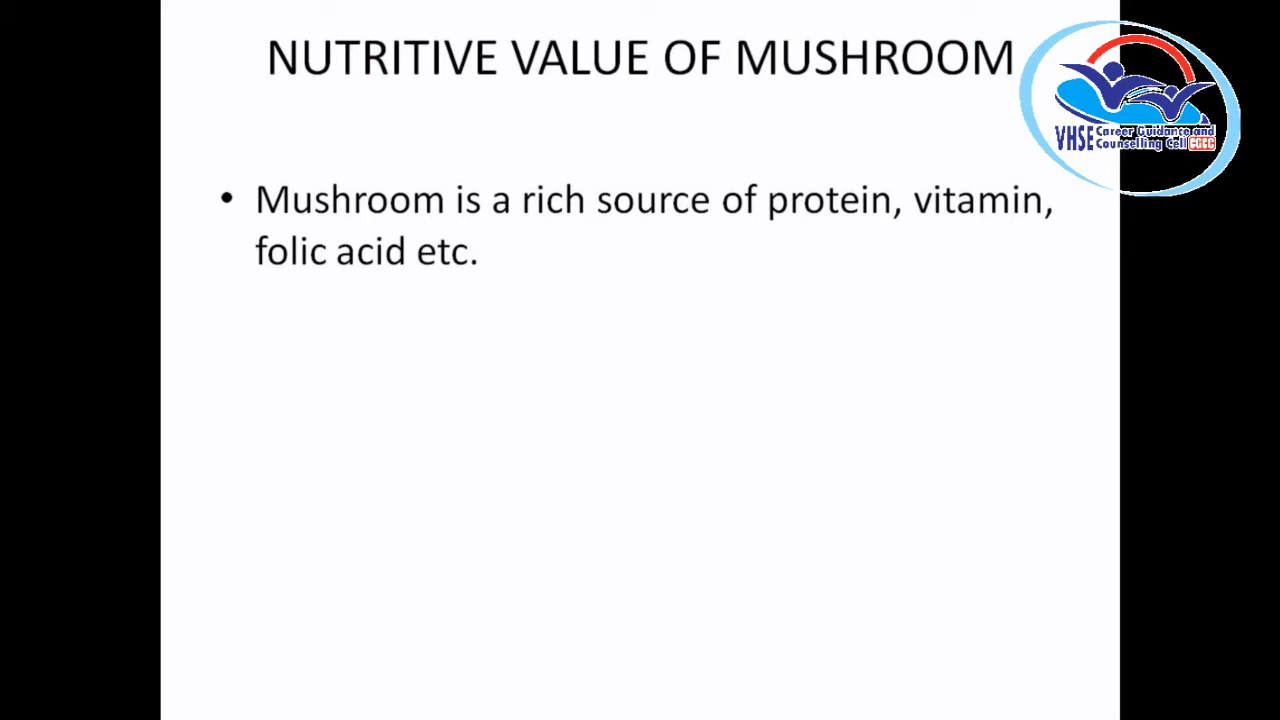 NUTRITIVE VALUE OF MUSHROOM
VHSE Career Guidance and
Counselling Cell CGCC
• Mushroom is a rich source of protein, vitamin,
folic acid etc.